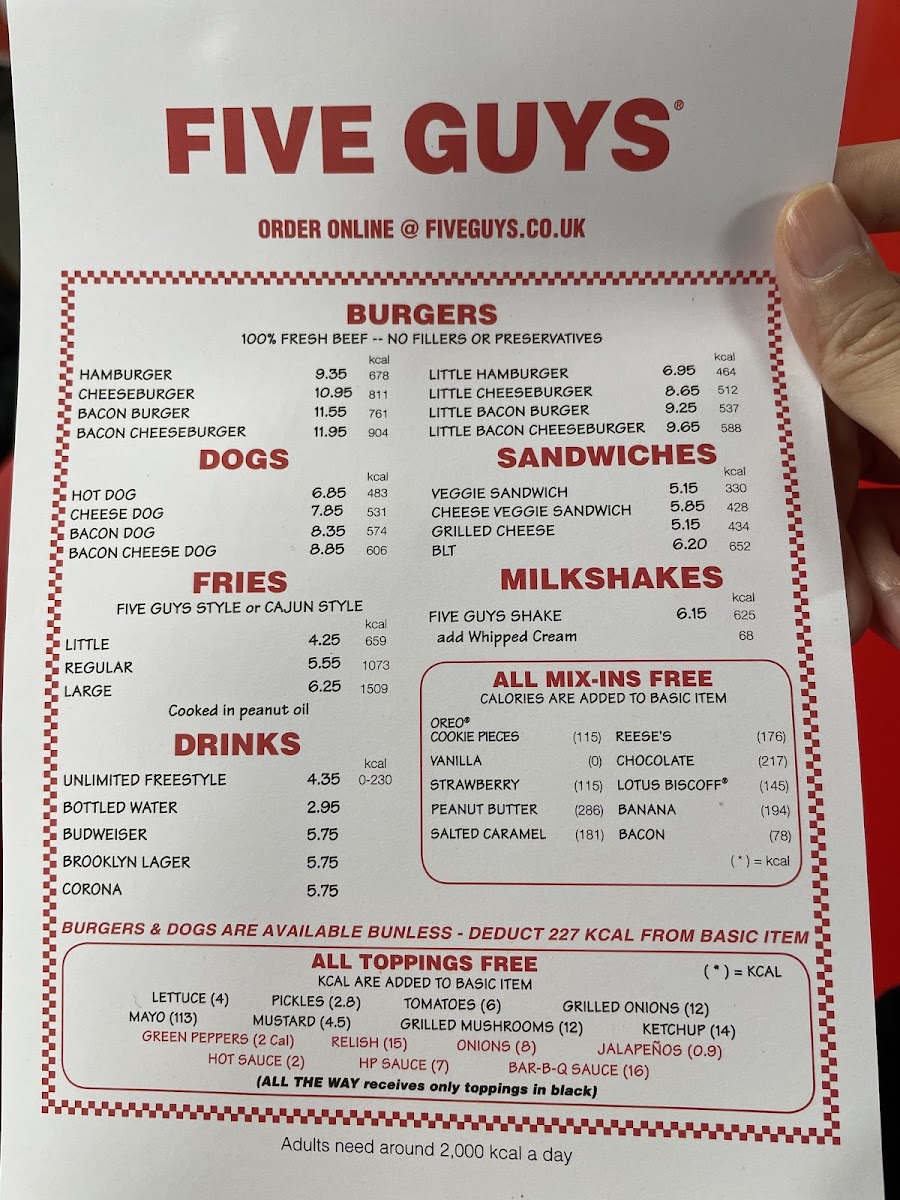 FIVE GUYS®
ORDER ONLINE @ FIVEGUYS.CO.UK
BURGERS
100% FRESH BEEF -- NO FILLERS OR PRESERVATIVES
kcal
HAMBURGER 9.35 678
CHEESEBURGER 10.95 811
BACON BURGER 11.55 761
BACON CHEESEBURGER 11.95 904
kcal
LITTLE HAMBURGER 6.95 464
LITTLE CHEESEBURGER 8.65 512
LITTLE BACON BURGER 9.25 537
LITTLE BACON CHEESEBURGER 9.65 588
DOGS
kcal
HOT DOG 6.85 483
CHEESE DOG 7.85 531
BACON DOG 8.35 574
BACON CHEESE DOG 8.85 606
SANDWICHES
kcal
VEGGIE SANDWICH 5.15 330
CHEESE VEGGIE SANDWICH 5.85 428
GRILLED CHEESE 5.15 434
BLT 6.20 652
FRIES
FIVE GUYS STYLE or CAJUN STYLE
kcal
LITTLE 4.25 659
REGULAR 5.55 1073
LARGE 6.25 1509
Cooked in peanut oil
MILKSHAKES
kcal
FIVE GUYS SHAKE 6.15 625
add Whipped Cream 68
ALL MIX-INS FREE
CALORIES ARE ADDED TO BASIC ITEM
OREO®
COOKIE PIECES (115) REESE'S (176)
VANILLA (0) CHOCOLATE (217)
STRAWBERRY (115) LOTUS BISCOFF® (145)
PEANUT BUTTER (286) BANANA (194)
SALTED CARAMEL (181) BACON (78)
(*) = kcal
DRINKS
kcal
UNLIMITED FREESTYLE 4.35 0-230
BOTTLED WATER 2.95
BUDWEISER 5.75
BROOKLYN LAGER 5.75
CORONA 5.75
BURGERS & DOGS ARE AVAILABLE BUNLESS - DEDUCT 227 KCAL FROM BASIC ITEM
ALL TOPPINGS FREE
KCAL ARE ADDED TO BASIC ITEM
(*) = KCAL
LETTUCE (4) PICKLES (2.8) TOMATOES (6) GRILLED ONIONS (12)
MAYO (113) MUSTARD (4.5) GRILLED MUSHROOMS (12) KETCHUP (14)
GREEN PEPPERS (2 Cal) RELISH (15) ONIONS (8) JALAPEÑOS (0.9)
HOT SAUCE (2) HP SAUCE (7) BAR-B-Q SAUCE (16)
(ALL THE WAY receives only toppings in black)
Adults need around 2,000 kcal a day